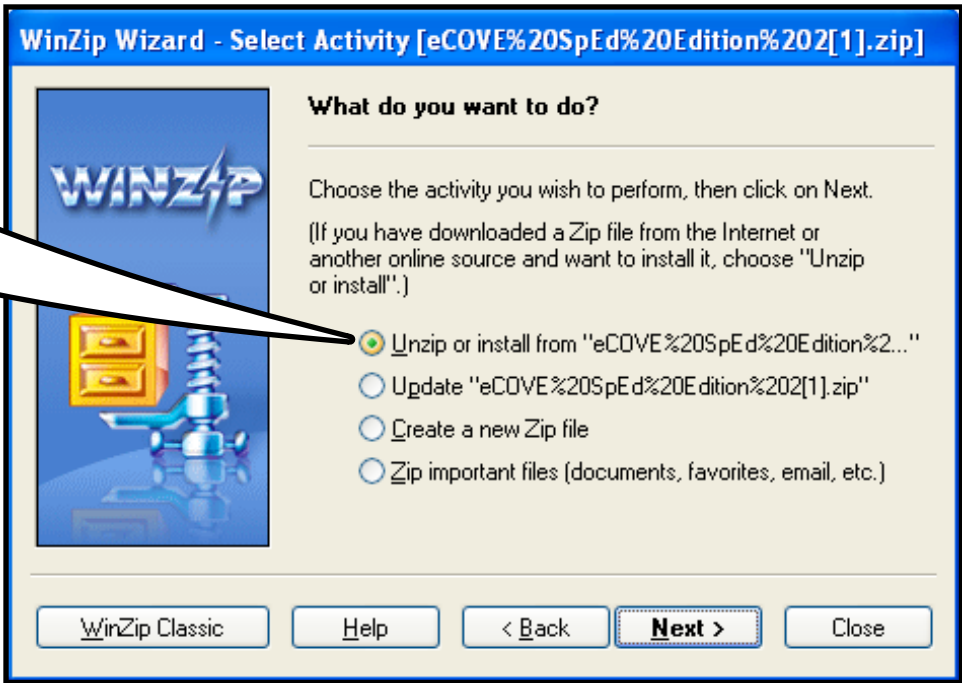 WinZip Wizard - Select Activity [eCOVE%20SpEd%20Edition%202[1].zip]
What do you want to do?
WINZIP
Choose the activity you wish to perform, then click on Next.
(If you have downloaded a Zip file from the Internet or
another online source and want to install it, choose "Unzip
or install".)
Unzip or install from "eCOVE%20SpEd%20Edition%2..."
Update "eCOVE%20SpEd%20Edition%202[1].zip"
Create a new Zip file
Zip important files (documents, favorites, email, etc.)
WinZip Classic
Help
< Back
Next >
Close